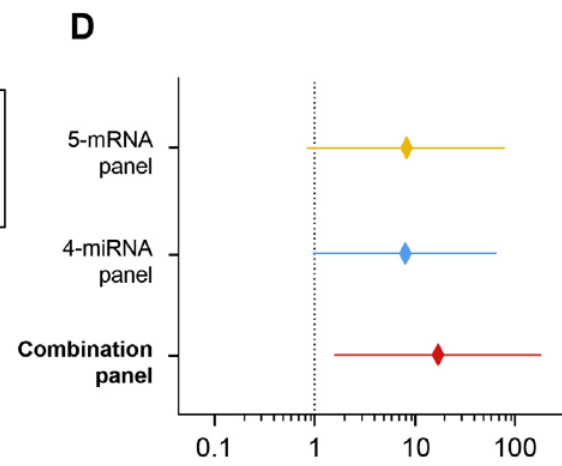 D
5-mRNA
panel
4-miRNA
panel
Combination
panel
0.1 1 10 100